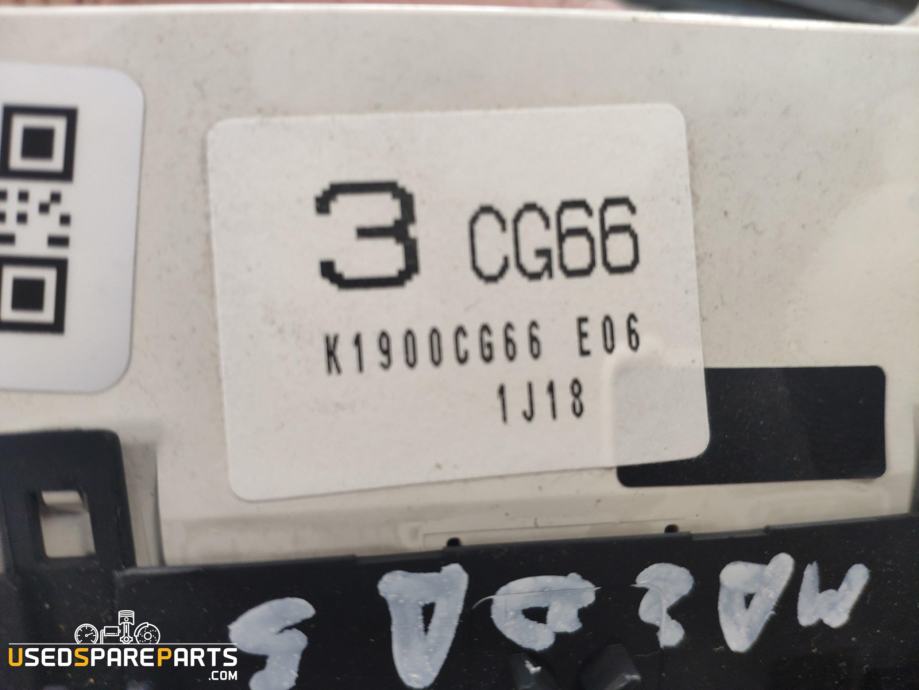 3 CG66
K1900CG66 E06
1J18
USEDSPAREPARTS
.COM